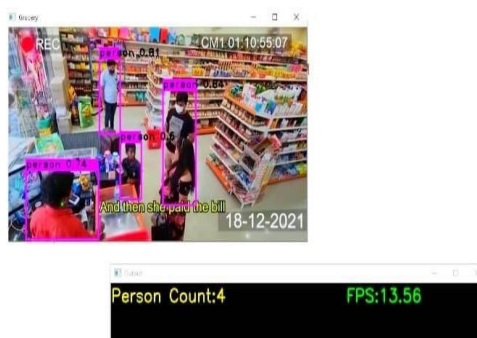 Grocery
REC
CM1 01:10:55:07
person 0.81
person 0.84
person 0.6
person 0.74
And then she paid the bill
18-12-2021
Person Count:4
FPS:13.56